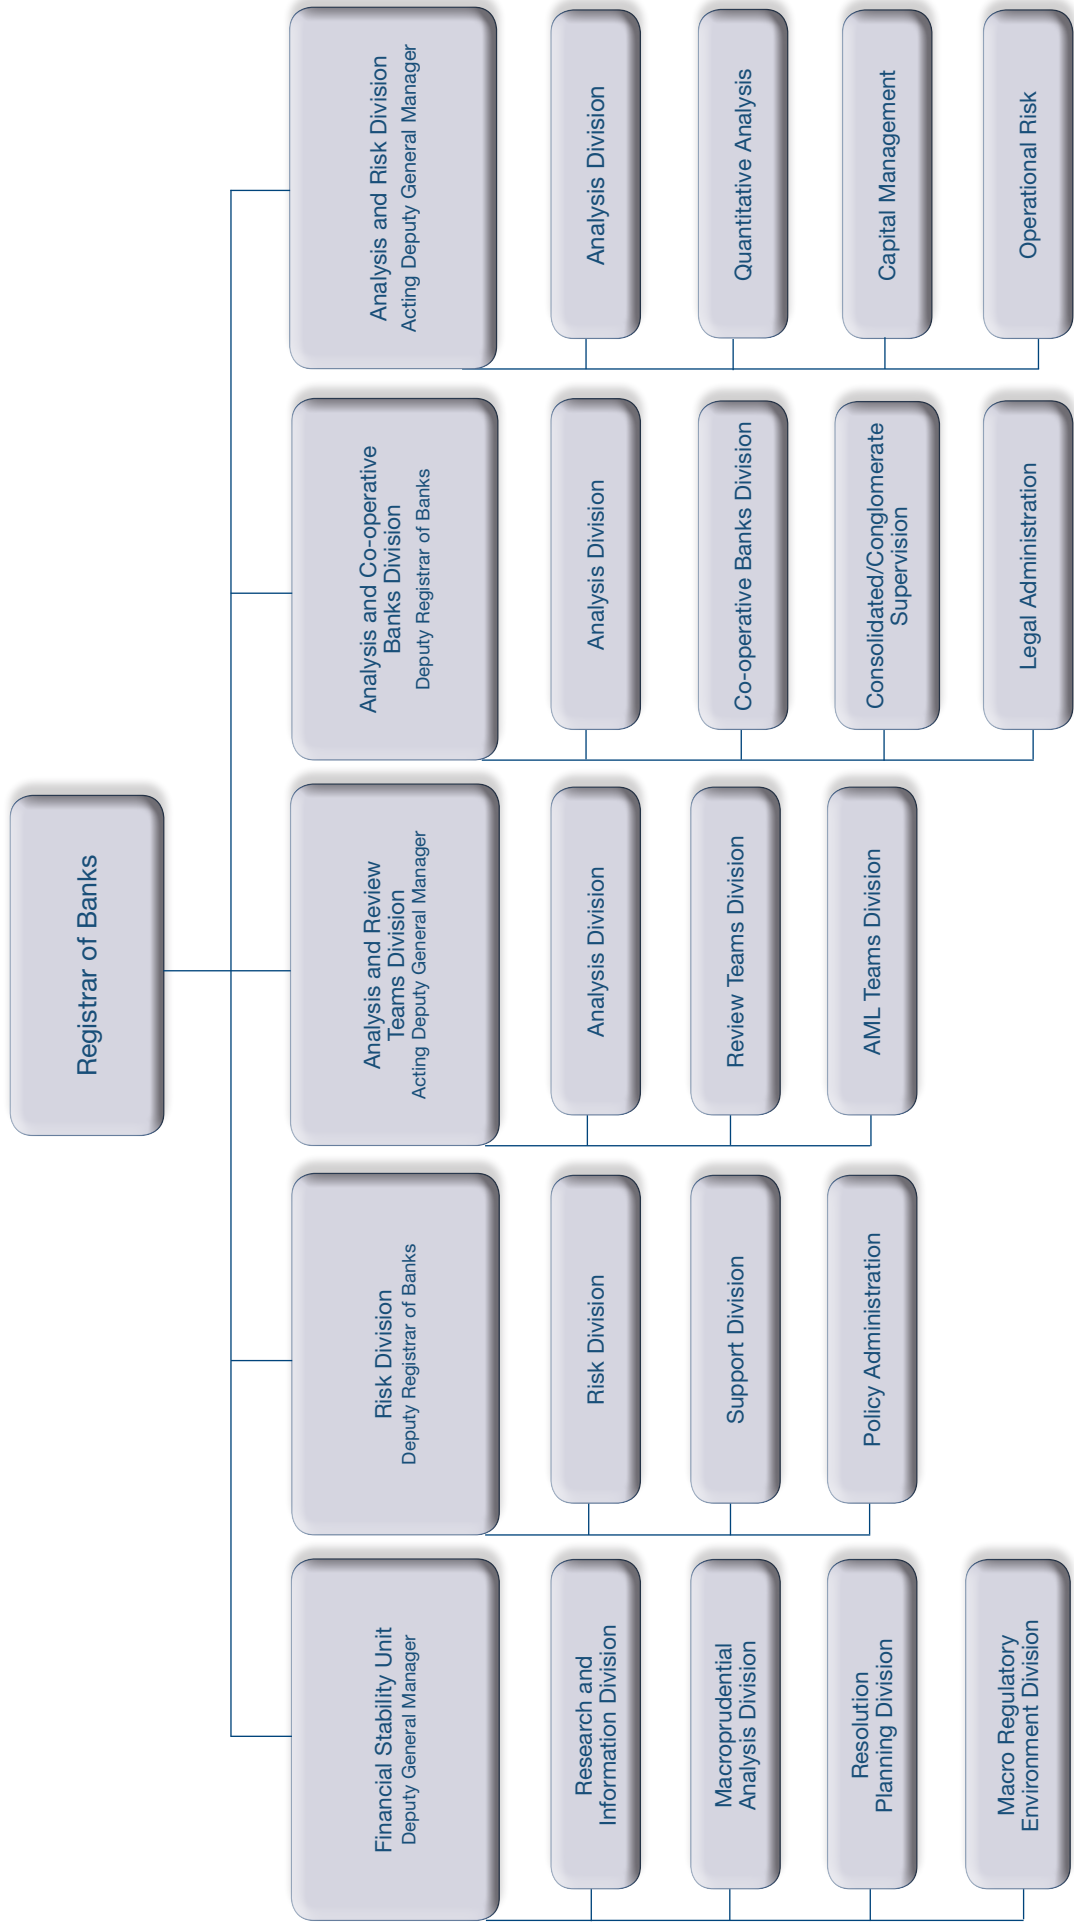 Registrar of Banks
Financial Stability Unit
Deputy General Manager
Research and
Information Division
Macroprudential
Analysis Division
Resolution
Planning Division
Macro Regulatory
Environment Division
Risk Division
Deputy Registrar of Banks
Risk Division
Support Division
Policy Administration
Analysis and Review
Teams Division
Acting Deputy General Manager
Analysis Division
Review Teams Division
AML Teams Division
Analysis and Co-operative
Banks Division
Deputy Registrar of Banks
Analysis Division
Co-operative Banks Division
Consolidated/Conglomerate
Supervision
Legal Administration
Analysis and Risk Division
Acting Deputy General Manager
Analysis Division
Quantitative Analysis
Capital Management
Operational Risk